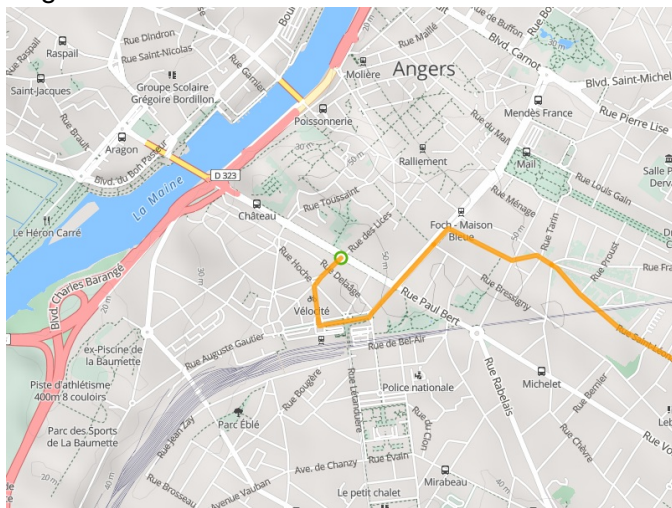 Rue Dindron
Rue Saint-Nicolas
Raspail
Rue Raspail
Saint-Jacques
Groupe Scolaire
Grégoire Bordillon
Rue Garnier
Rue Brault
Aragon
Blvd. du Bon Pasteur
La Maine
D 323
Le Héron Carré
Blvd. Charles Barangé
20 m
Molière
Poissonnerie
Rue Maillé
Angers
Rue de Buffon
Blvd. Carnot
Blvd. Saint-Michel
Rue Pierre Lise
Mendès France
Rue du Mail
Ralliement
Mail
Rue Louis Gain
Rue Ménage
Rue Tarin
Rue Proust
Château
Rue Toussaint
Rue des Lices
Foch - Maison
Bleue
50 m
Rue Hoche
Rue Delaâge
Vélocité
Rue Paul Bert
Rue Bressigny
Rue Auguste Gautier
Rue de Bel-Air
ex-Piscine de
la Baumette
Piste d'athlétisme
400m 8 couloirs
Parc des Sports
de La Baumette
Rue Jean Zay
Parc Éblé
Rue Bougère
Rue Létanduère
Police nationale
Rue Rabelais
Michelet
Rue Bernier
Rue Chèvre
Rue du Clon
Rue Évain
Ave. de Chanzy
Avenue Vauban
Rue Brosseau
Le petit chalet
Mirabeau
40 m